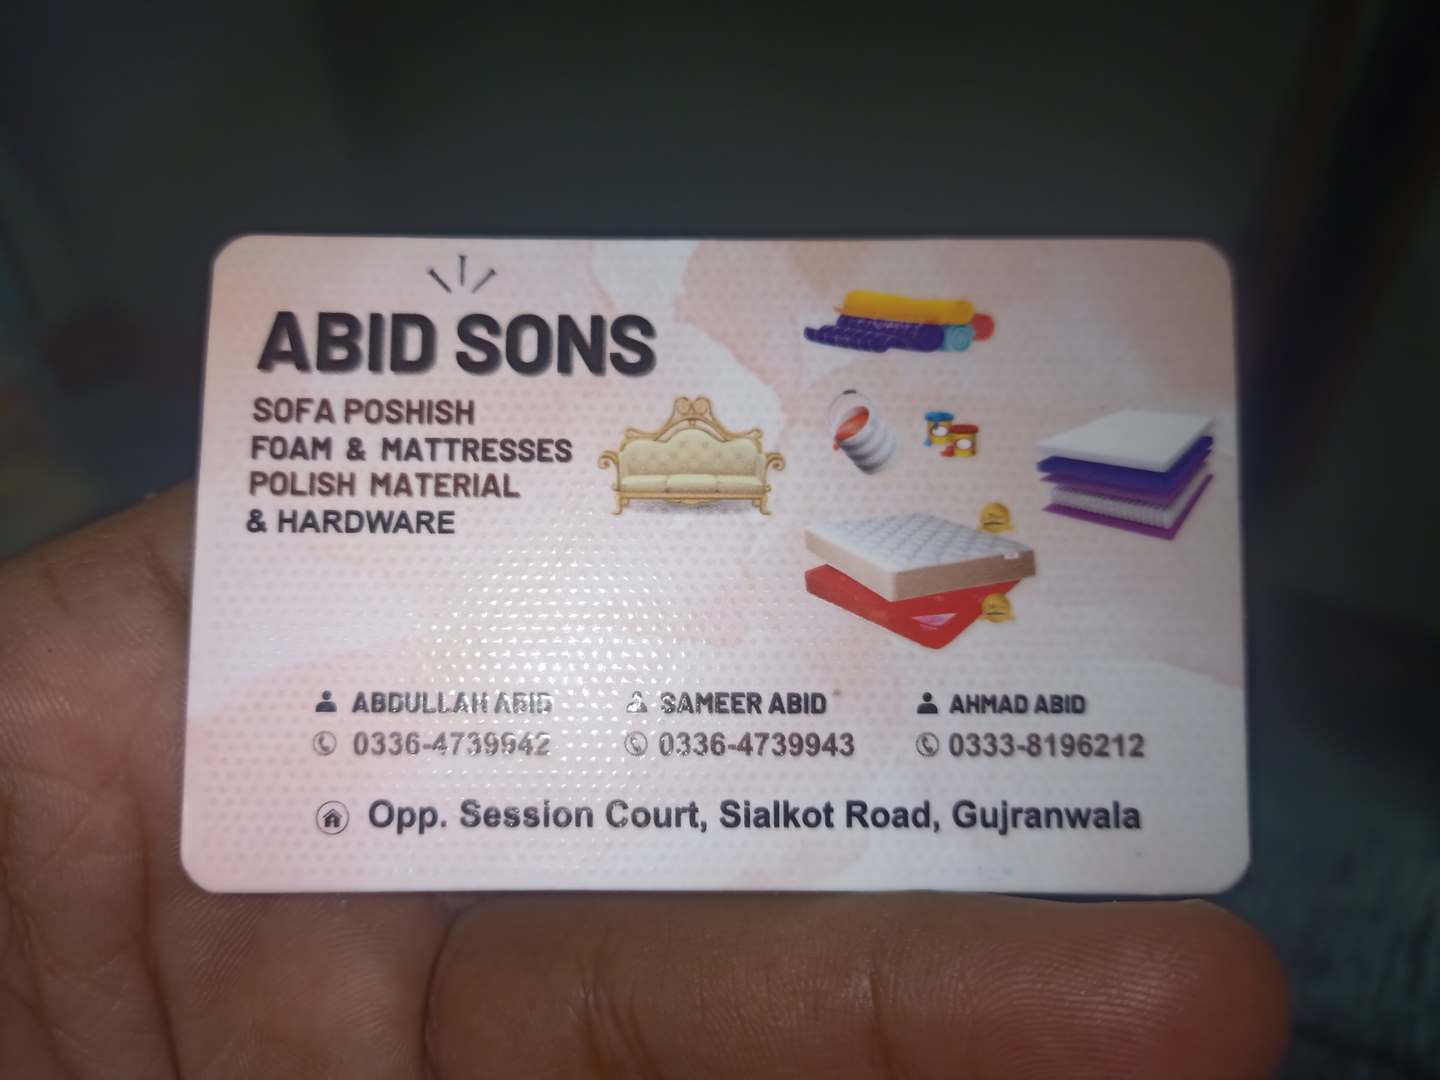 ABID SONS
SOFA POSHISH
FOAM & MATTRESSES
POLISH MATERIAL
& HARDWARE
ABDULLAH ABID
0336-4739942
SAMEER ABID
0336-4739943
AHMAD ABID
0333-8196212
Opp. Session Court, Sialkot Road, Gujranwala